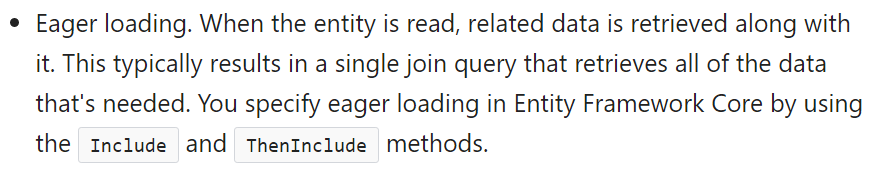 • Eager loading. When the entity is read, related data is retrieved along with
it. This typically results in a single join query that retrieves all of the data
that's needed. You specify eager loading in Entity Framework Core by using
the Include and ThenInclude methods.